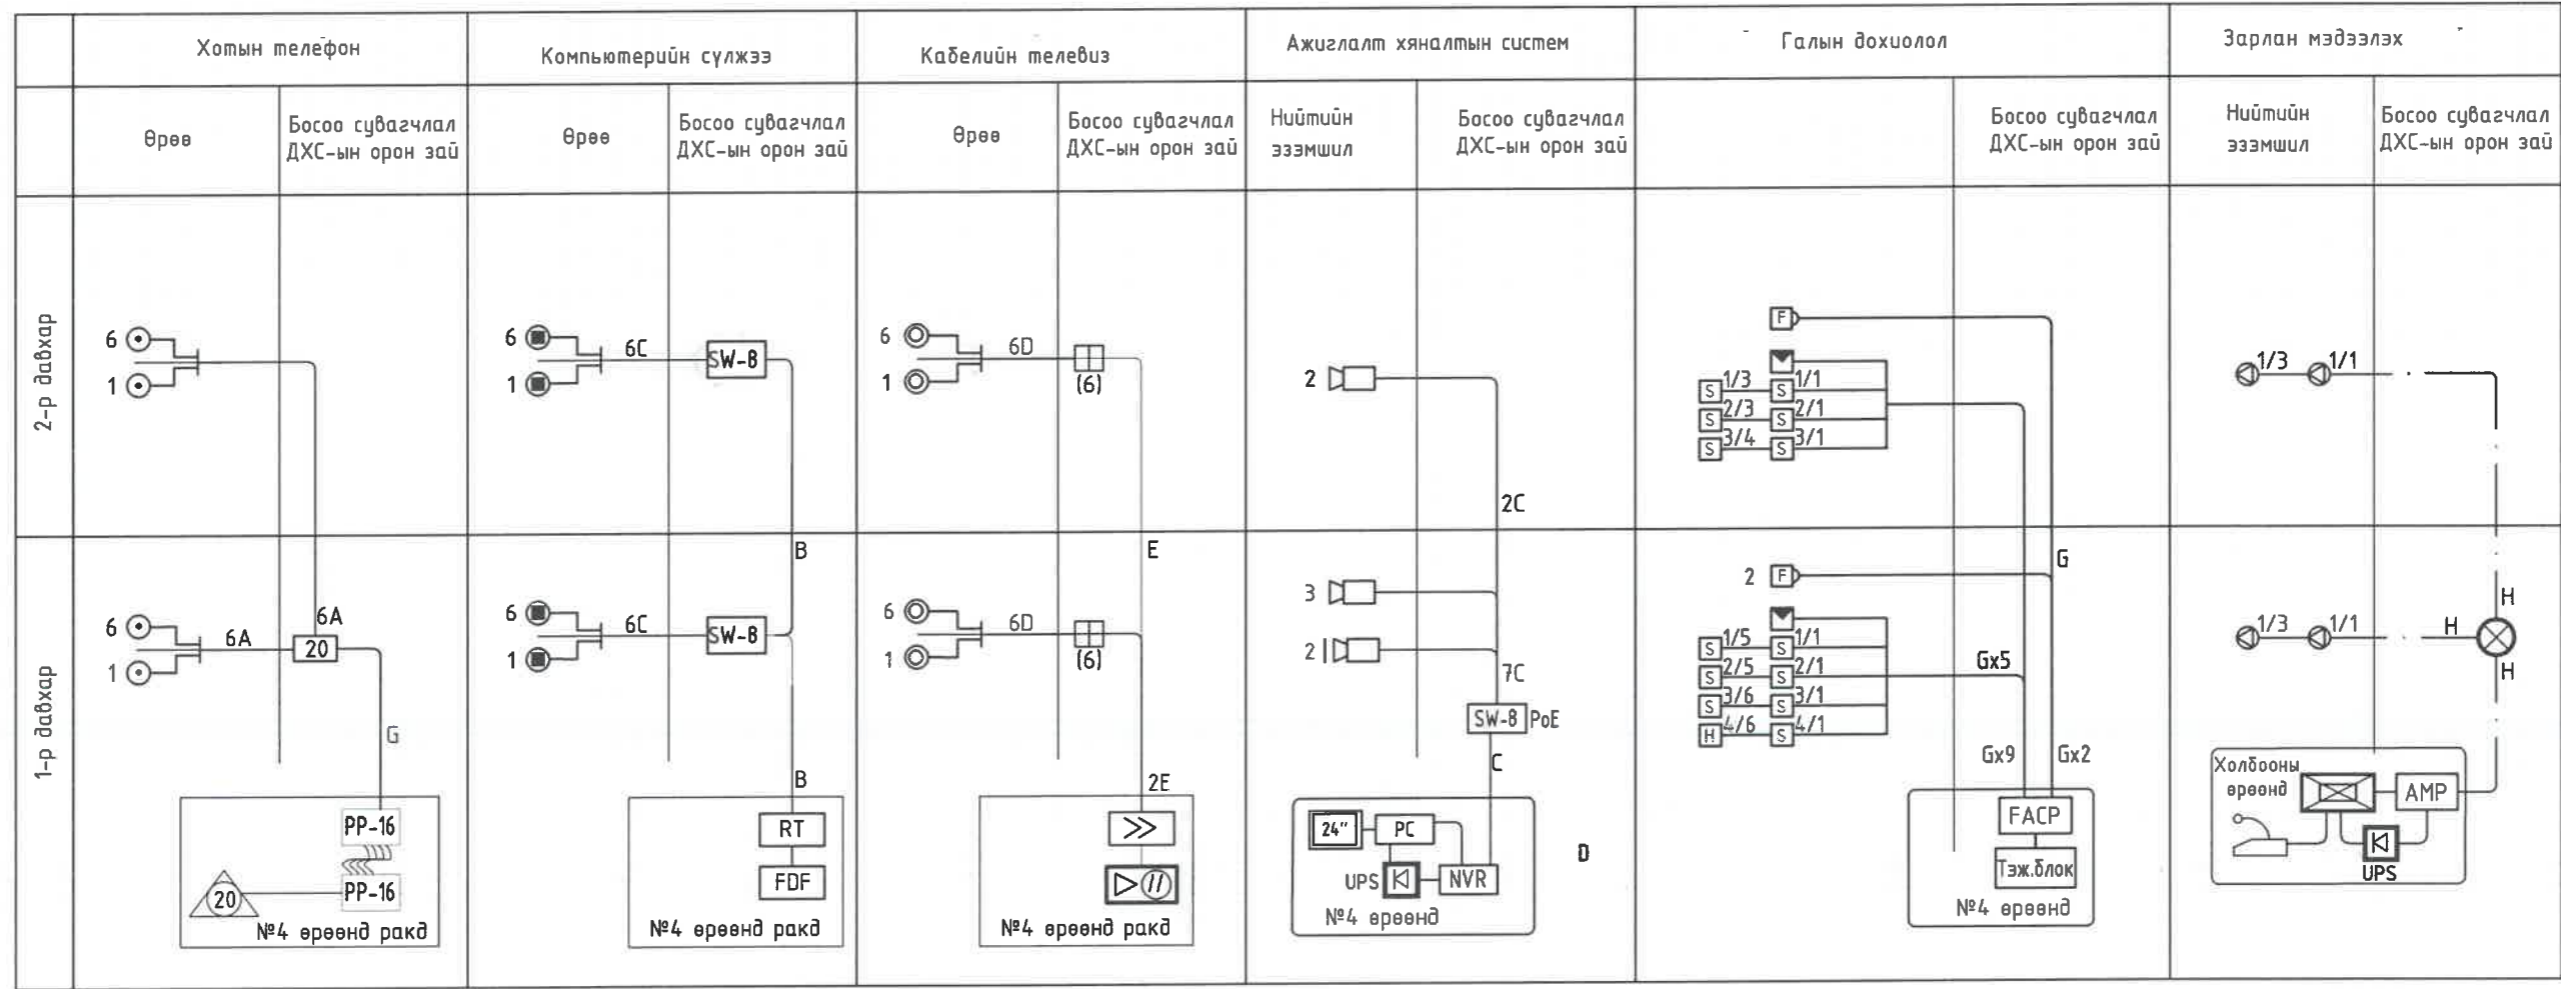 Хотын телефон
Компьютерийн сүлжээ
Кабелийн телевиз
Ажиглалт хяналтын систем
Галын дохиолол
Зарлан мэдээлэх
Өрөө
Босоо сувагчлал
ДХС-ын орон зай
Өрөө
Босоо сувагчлал
ДХС-ын орон зай
Өрөө
Босоо сувагчлал
ДХС-ын орон зай
Нийтийн
эзэмшил
Босоо сувагчлал
ДХС-ын орон зай
Босоо сувагчлал
ДХС-ын орон зай
Нийтийн
эзэмшил
Босоо сувагчлал
ДХС-ын орон зай
2-р давхар
6
1
6
1
6C
SW-8
6
1
6D
(6)
2
2C
F
S 1/3 S 1/1
S 2/3 S 2/1
S 3/4 S 3/1
1/3 1/1
1-р давхар
6
1
6A
6A
20
G
PP-16
PP-16
20
№4 өрөөнд ракд
B
6
1
6C
SW-8
B
RT
FDF
№4 өрөөнд ракд
E
6
1
6D
(6)
2E
№4 өрөөнд ракд
3
2
7C
SW-8 PoE
C
24"
PC
UPS
NVR
№4 өрөөнд
D
G
2 F
S 1/5 S 1/1
S 2/5 S 2/1
S 3/6 S 3/1
H 4/6 S 4/1
Gx5
Gx9
Gx2
FACP
Тэж.блок
№4 өрөөнд
1/3 1/1
H
H
H
Холбооны
өрөөнд
AMP
UPS